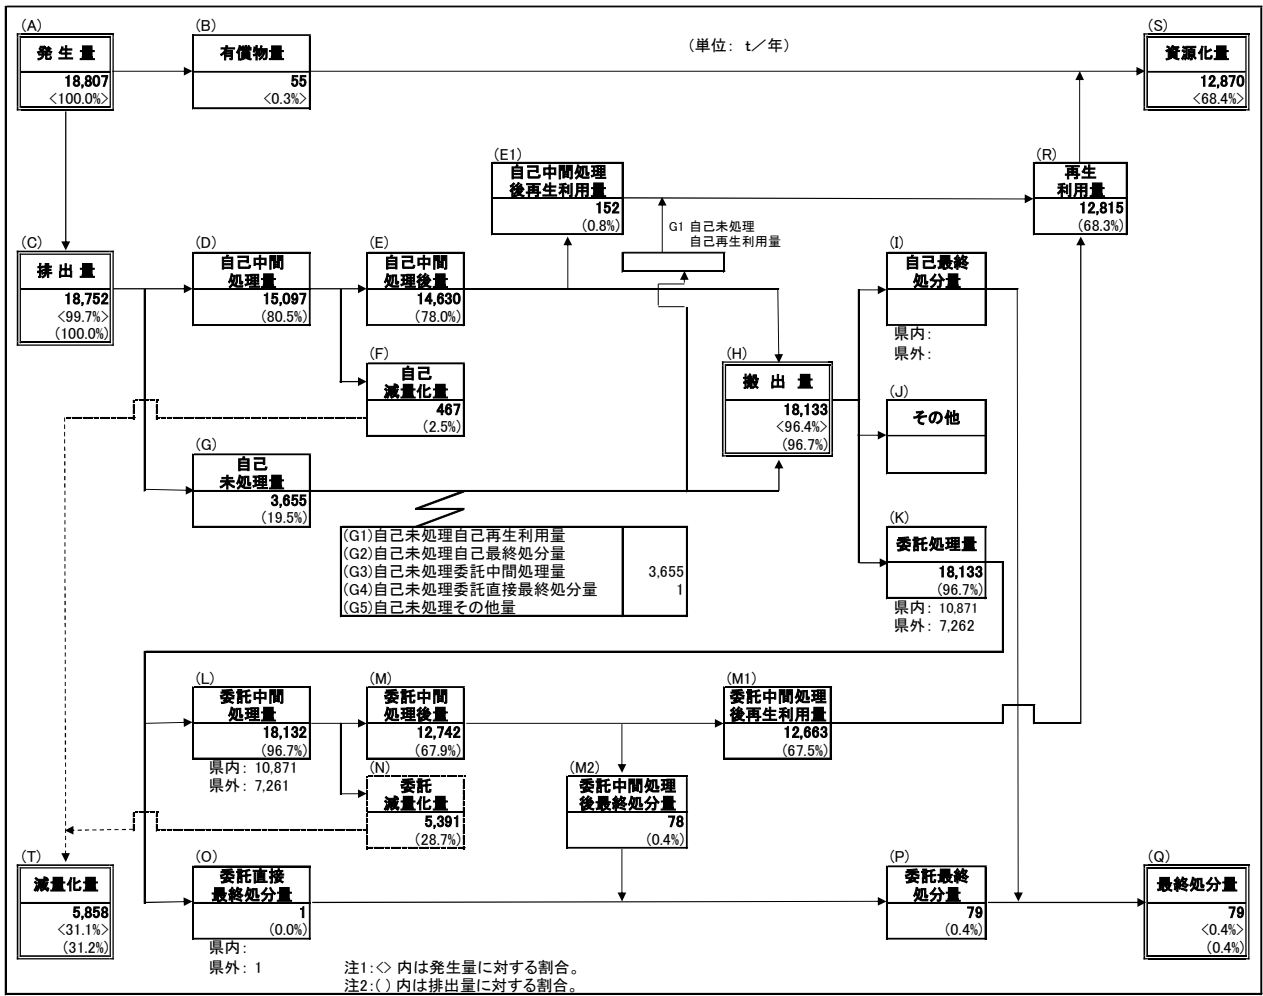 (A)
発 生 量
18,807
<100.0%>
(B)
有償物量
55
<0.3%>
(単位: t/年)
(S)
資源化量
12,870
<68.4%>
(E1)
自己中間処理
後再生利用量
152
(0.8%)
(R)
再生
利用量
12,815
(68.3%)
G1 自己未処理
自己再生利用量
(C)
排 出 量
18,752
<99.7%>
(100.0%)
(D)
自己中間
処理量
15,097
(80.5%)
(E)
自己中間
処理後量
14,630
(78.0%)
(I)
自己最終
処分量
県内:
県外:
(F)
自己
減量化量
467
(2.5%)
(H)
搬 出 量
18,133
<96.4%>
(96.7%)
(J)
その他
(G)
自己
未処理量
3,655
(19.5%)
(G1)自己未処理自己再生利用量
(G2)自己未処理自己最終処分量
(G3)自己未処理委託中間処理量 3,655
(G4)自己未処理委託直接最終処分量 1
(G5)自己未処理その他量
(K)
委託処理量
18,133
(96.7%)
県内: 10,871
県外: 7,262
(L)
委託中間
処理量
18,132
(96.7%)
県内: 10,871
県外: 7,261
(M)
委託中間
処理後量
12,742
(67.9%)
(M1)
委託中間処理
後再生利用量
12,663
(67.5%)
(N)
委託
減量化量
5,391
(28.7%)
(M2)
委託中間処理
後最終処分量
78
(0.4%)
(T)
減量化量
5,858
<31.1%>
(31.2%)
(O)
委託直接
最終処分量
1
(0.0%)
県内:
県外: 1
(P)
委託最終
処分量
79
(0.4%)
(Q)
最終処分量
79
<0.4%>
(0.4%)
注1:<> 内は発生量に対する割合。
注2:( ) 内は排出量に対する割合。